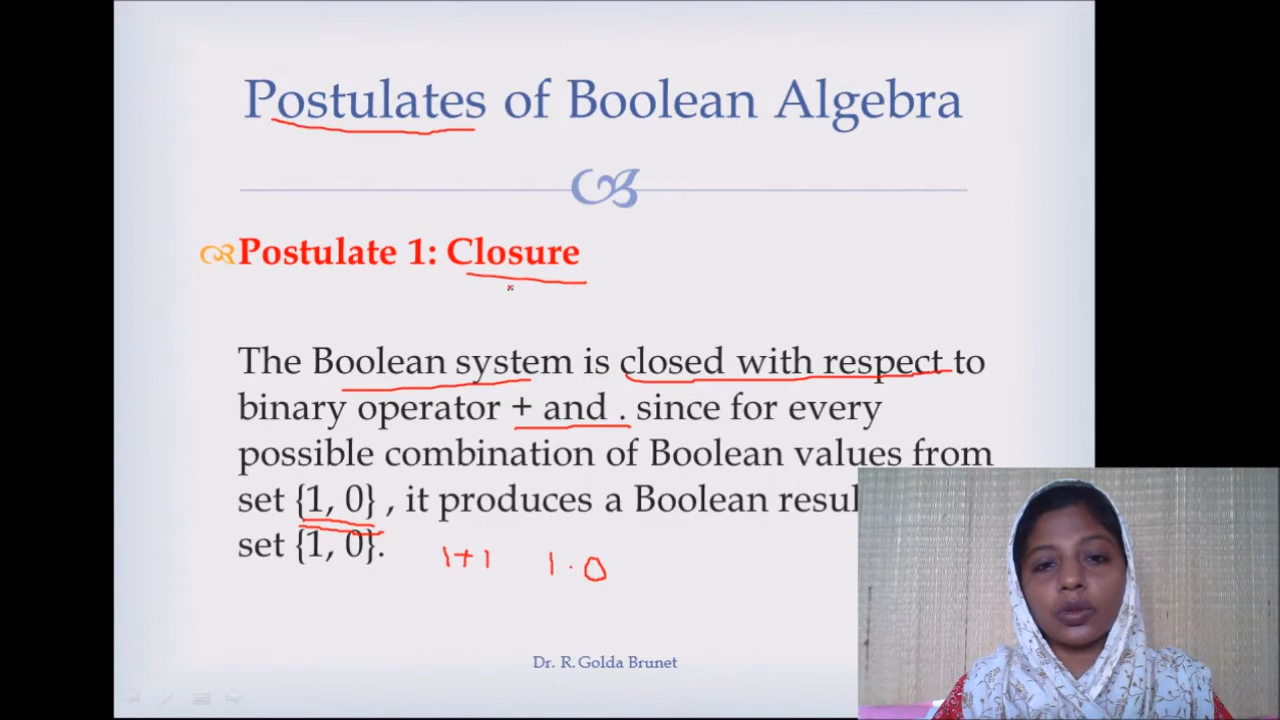 Postulates of Boolean Algebra
Postulate 1: Closure
The Boolean system is closed with respect to
binary operator + and . since for every
possible combination of Boolean values from
set {1, 0} , it produces a Boolean
set {1, 0}.
1+1 1.0
Dr. R. Golda Brunet